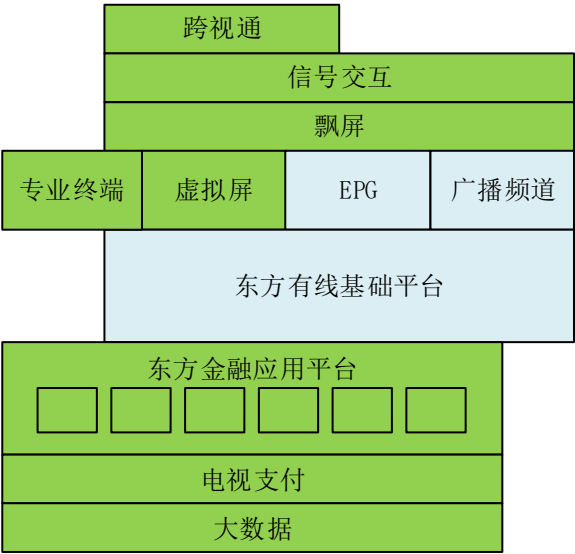 跨视通
信号交互
飘屏
专业终端
虚拟屏
EPG
广播频道
东方有线基础平台
东方金融应用平台
电视支付
大数据